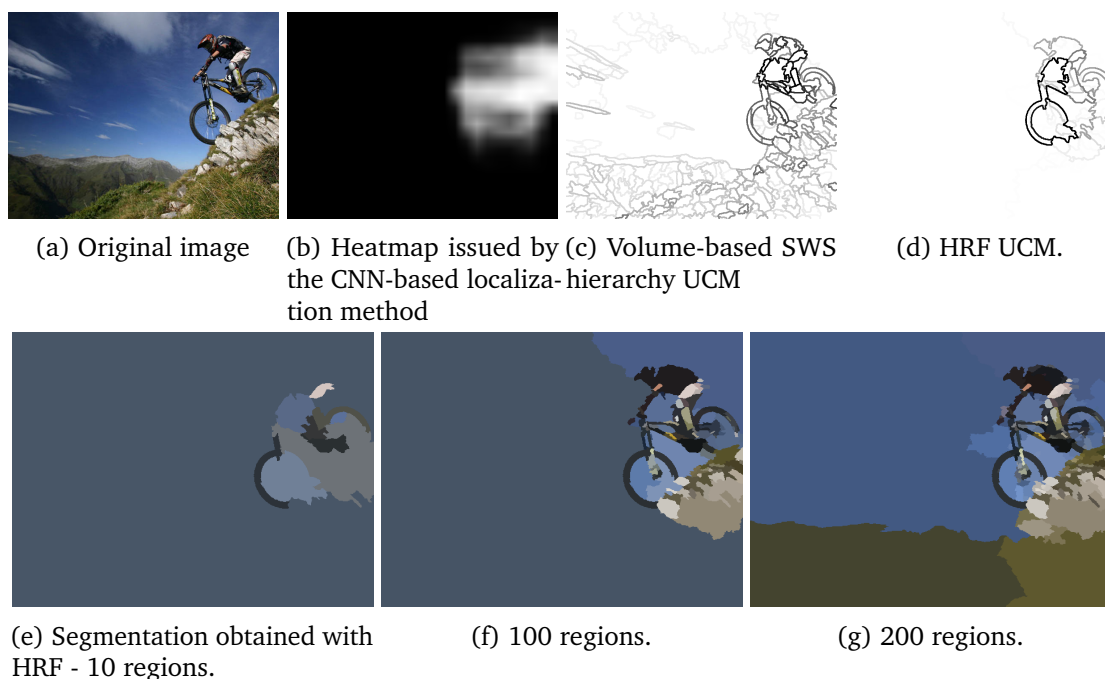 (a) Original image
(b) Heatmap issued by
the CNN-based localiza-
tion method
(c) Volume-based SWS
hierarchy UCM
(d) HRF UCM.
(e) Segmentation obtained with
HRF - 10 regions.
(f) 100 regions.
(g) 200 regions.